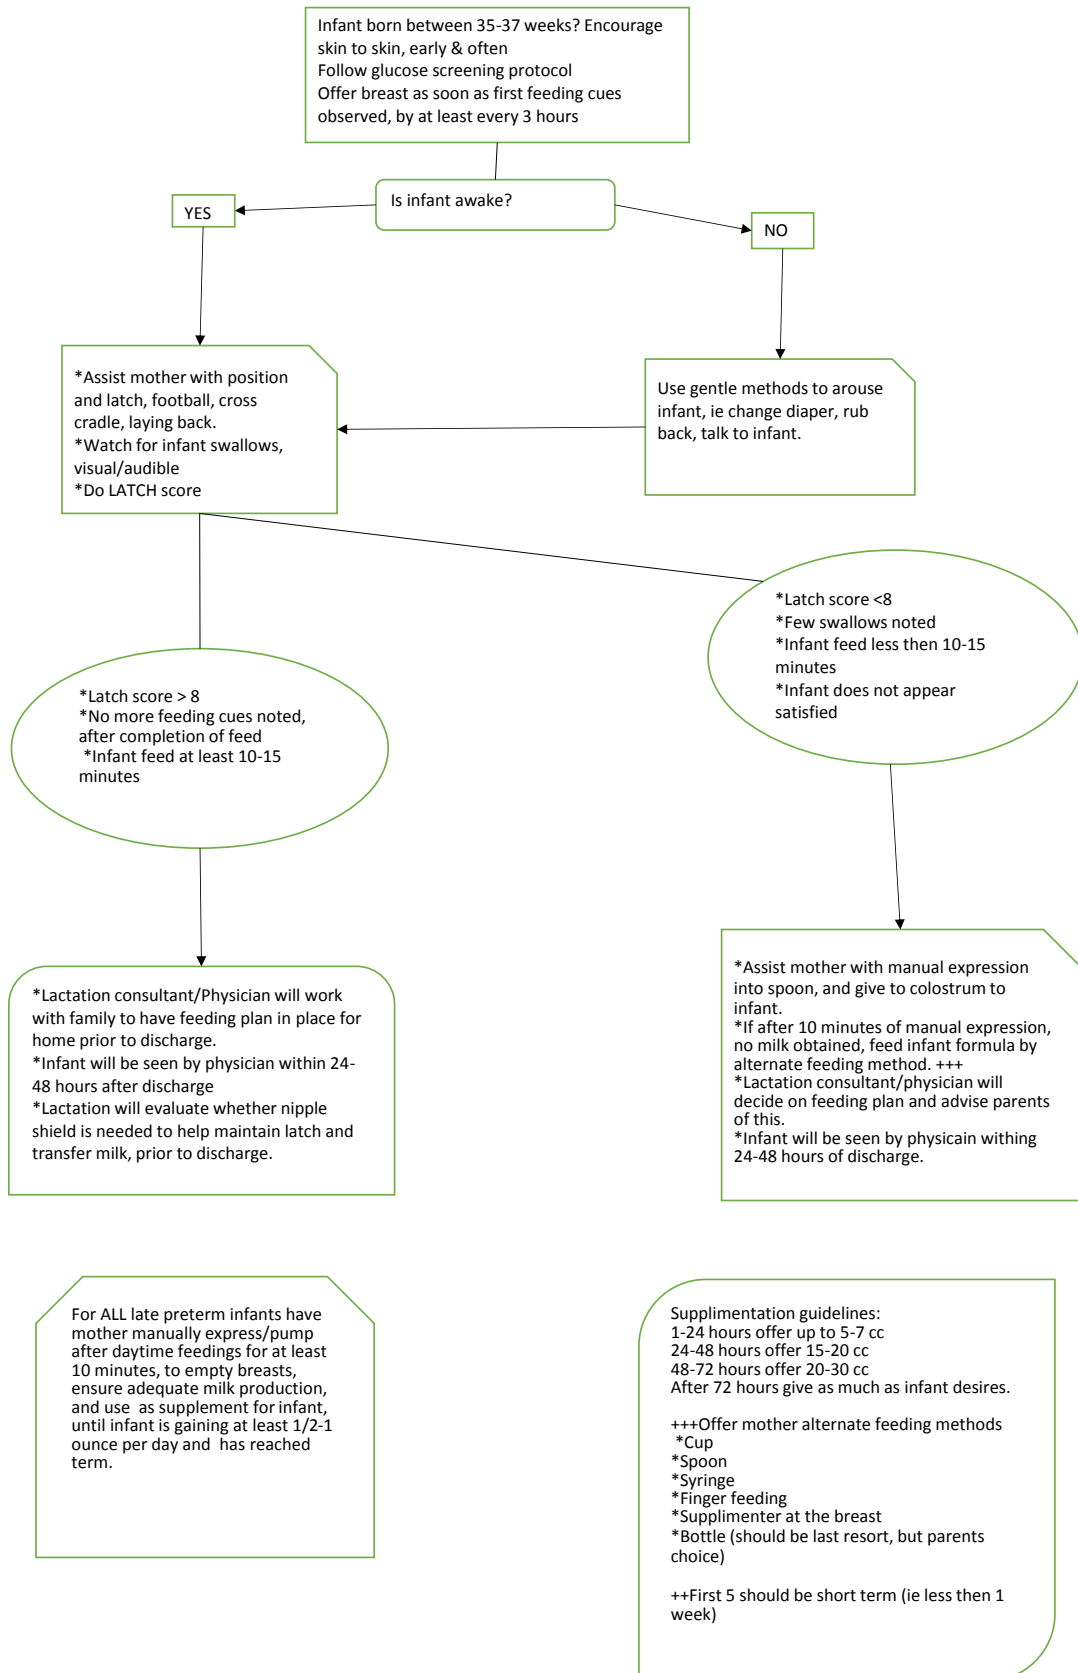 Infant born between 35-37 weeks? Encourage
skin to skin, early & often
Follow glucose screening protocol
Offer breast as soon as first feeding cues
observed, by at least every 3 hours
Is infant awake?
YES
NO
*Assist mother with position
and latch, football, cross
cradle, laying back.
*Watch for infant swallows,
visual/audible
*Do LATCH score
Use gentle methods to arouse
infant, ie change diaper, rub
back, talk to infant.
*Latch score <8
*Few swallows noted
*Infant feed less then 10-15
minutes
*Infant does not appear
satisfied
*Latch score > 8
*No more feeding cues noted,
after completion of feed
*Infant feed at least 10-15
minutes
*Lactation consultant/Physician will work
with family to have feeding plan in place for
home prior to discharge.
*Infant will be seen by physician within 24-
48 hours after discharge
*Lactation will evaluate whether nipple
shield is needed to help maintain latch and
transfer milk, prior to discharge.
*Assist mother with manual expression
into spoon, and give to colostrum to
infant.
*If after 10 minutes of manual expression,
no milk obtained, feed infant formula by
alternate feeding method. +++
*Lactation consultant/physician will
decide on feeding plan and advise parents
of this.
*Infant will be seen by physicain withing
24-48 hours of discharge.
For ALL late preterm infants have
mother manually express/pump
after daytime feedings for at least
10 minutes, to empty breasts,
ensure adequate milk production,
and use as supplement for infant,
until infant is gaining at least 1/2-1
ounce per day and has reached
term.
Supplimentation guidelines:
1-24 hours offer up to 5-7 cc
24-48 hours offer 15-20 cc
48-72 hours offer 20-30 cc
After 72 hours give as much as infant desires.
+++Offer mother alternate feeding methods
*Cup
*Spoon
*Syringe
*Finger feeding
*Supplimenter at the breast
*Bottle (should be last resort, but parents
choice)
++First 5 should be short term (ie less then 1
week)